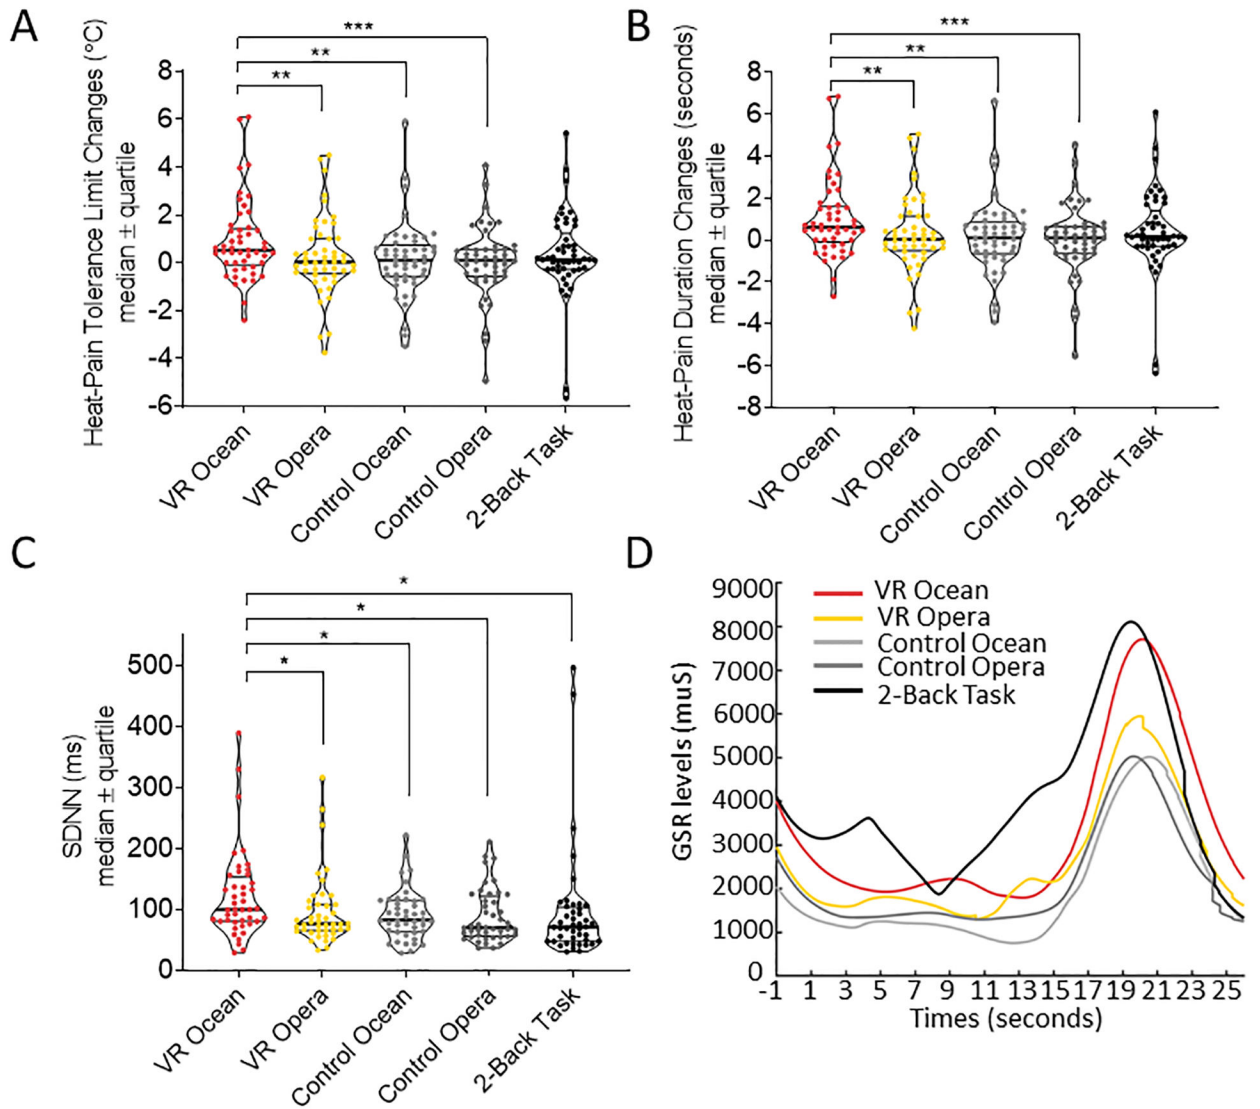 A
Heat-Pain Tolerance Limit Changes (°C)
median ± quartile
8
6
4
2
0
-2
-4
-6
**
**
***
VR Ocean
VR Opera
Control Ocean
Control Opera
2-Back Task
B
Heat-Pain Duration Changes (seconds)
median ± quartile
8
6
4
2
0
-2
-4
-6
-8
**
**
***
VR Ocean
VR Opera
Control Ocean
Control Opera
2-Back Task
C
SDNN (ms)
median ± quartile
500
400
300
200
100
0
*
*
*
*
VR Ocean
VR Opera
Control Ocean
Control Opera
2-Back Task
D
GSR levels (muS)
9000
8000
7000
6000
5000
4000
3000
2000
1000
0
VR Ocean
VR Opera
Control Ocean
Control Opera
2-Back Task
-1 1 3 5 7 9 11 13 15 17 19 21 23 25
Times (seconds)